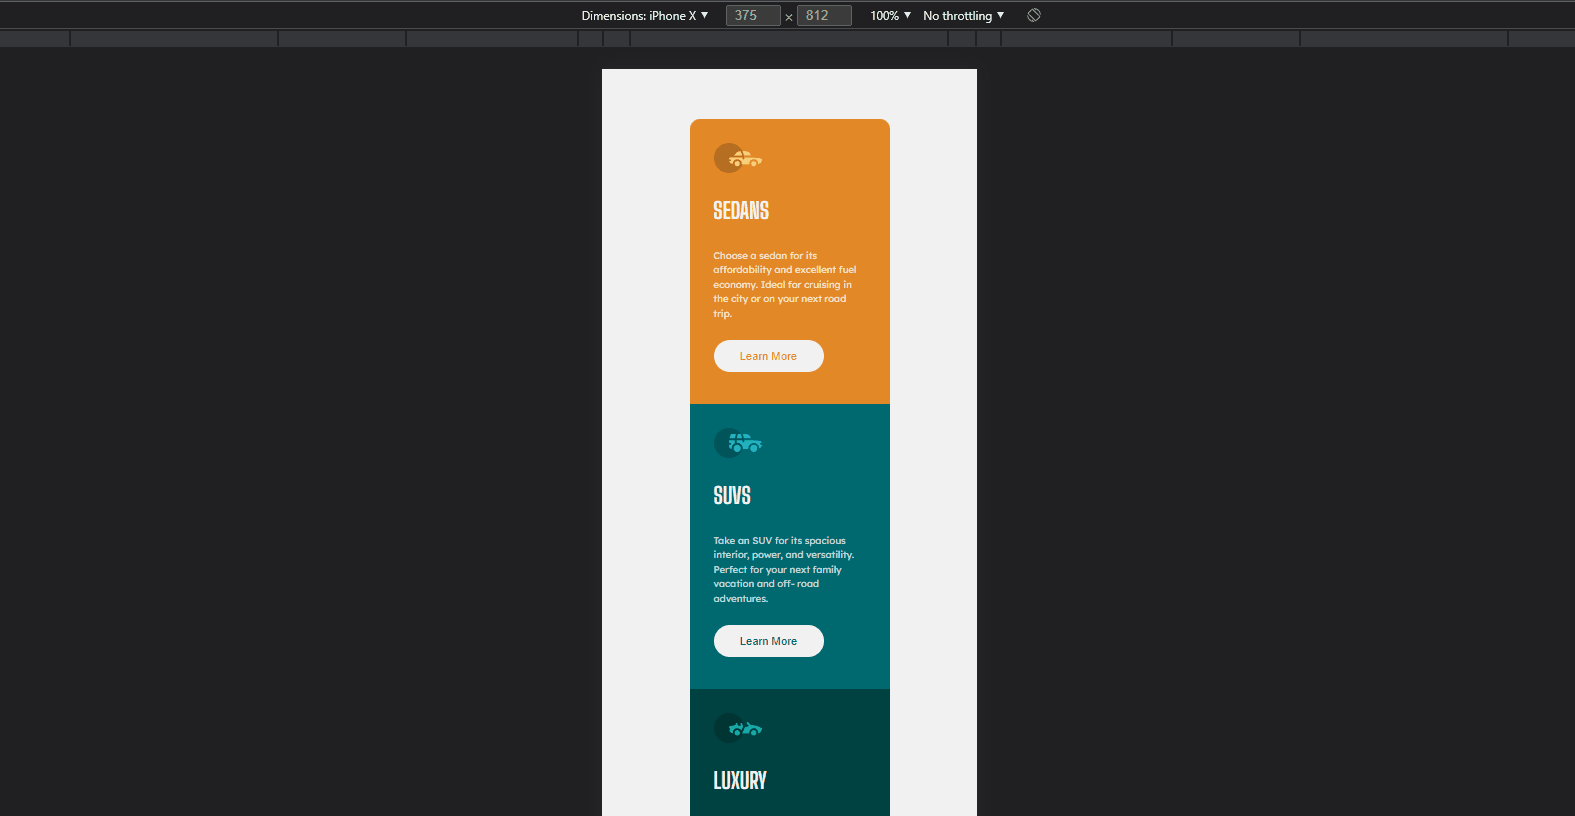 Dimensions: iPhone X ▼ 375 × 812 100% ▼ No throttling ▼
SEDANS
Choose a sedan for its
affordability and excellent fuel
economy. Ideal for cruising in
the city or on your next road
trip.
Learn More
SUVS
Take an SUV for its spacious
interior, power, and versatility.
Perfect for your next family
vacation and off- road
adventures.
Learn More
LUXURY